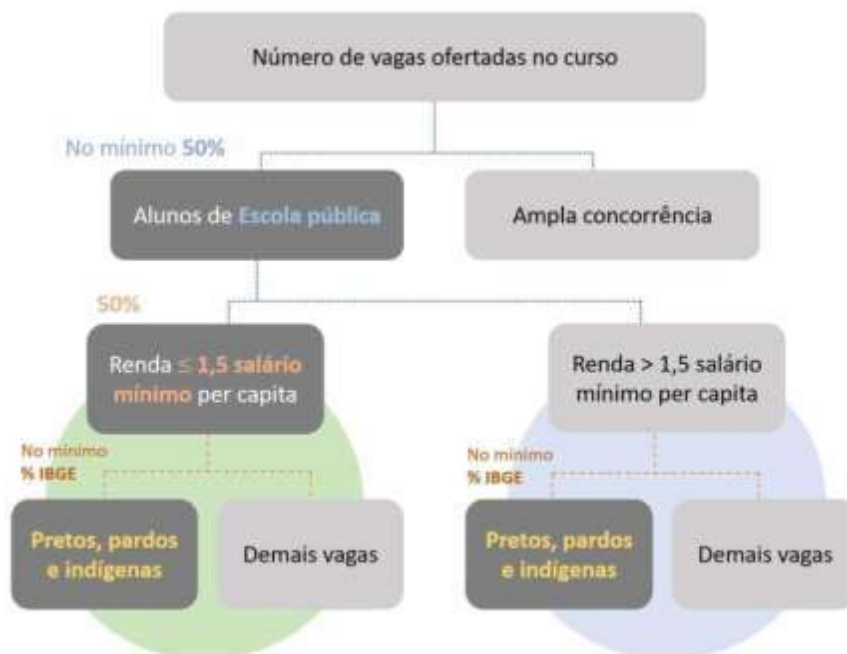 Número de vagas ofertadas no curso
No mínimo 50%
Alunos de Escola pública
Ampla concorrência
50%
Renda ≤ 1,5 salário
mínimo per capita
Renda > 1,5 salário
mínimo per capita
No mínimo
% IBGE
Pretos, pardos
e indígenas
Demais vagas
No mínimo
% IBGE
Pretos, pardos
e indígenas
Demais vagas